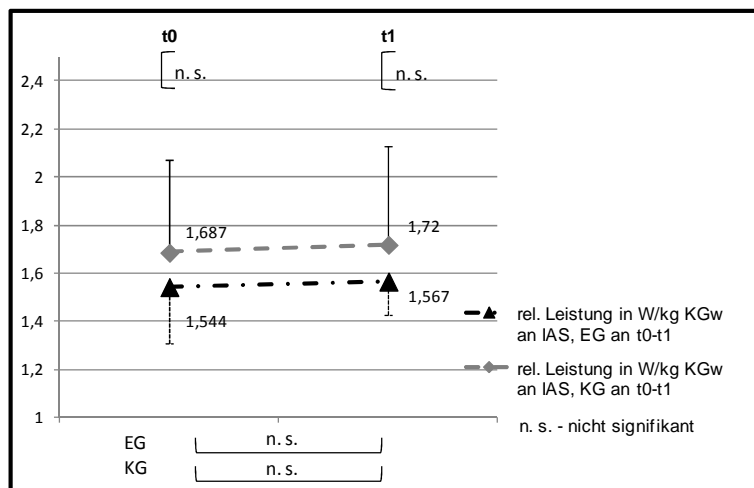 t0 t1
n. s. n. s.
2,4
2,2
2
1,8
1,687 1,72
1,6
1,544 1,567
1,4
1,2
1
rel. Leistung in W/kg KGw
an IAS, EG an t0-t1
rel. Leistung in W/kg KGw
an IAS, KG an t0-t1
n. s. - nicht signifikant
EG n. s.
KG n. s.